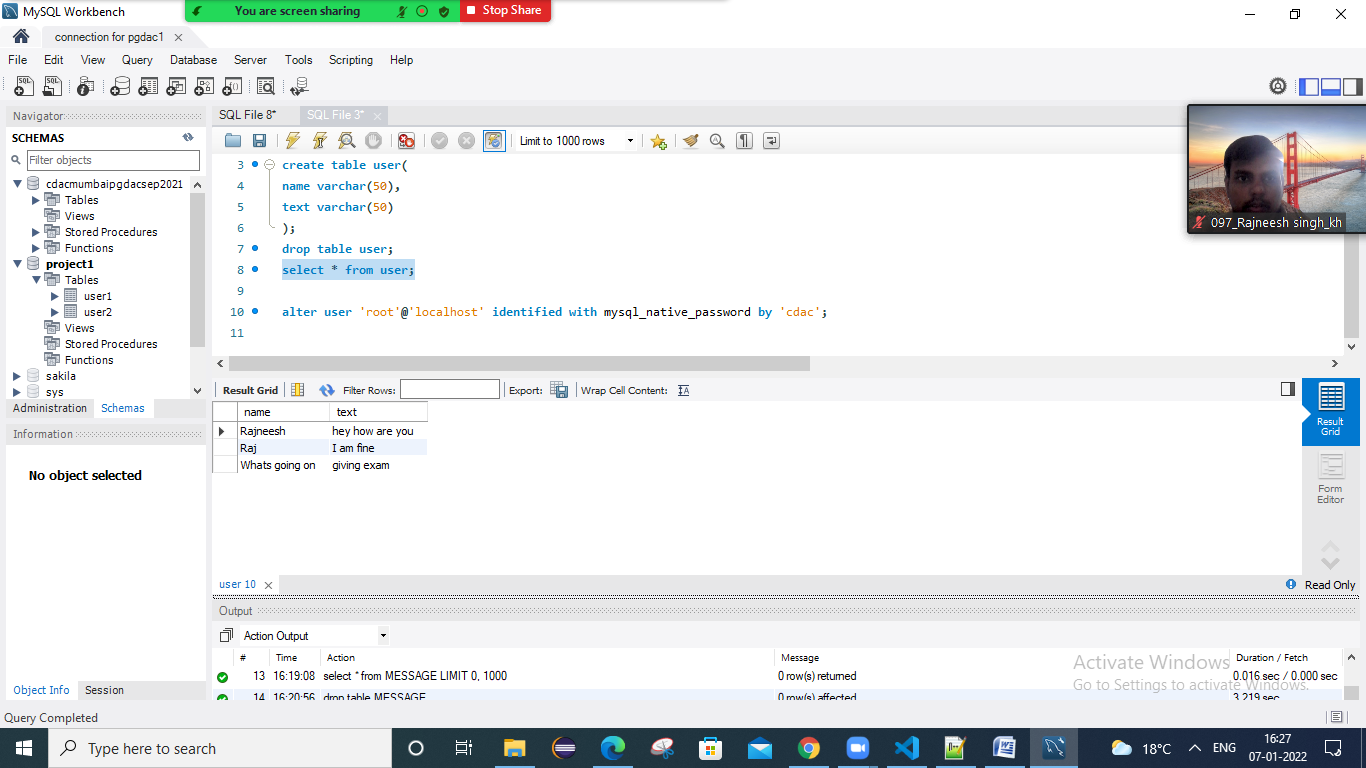 MySQL Workbench
You are screen sharing
Stop Share
connection for pgdac1
File Edit View Query Database Server Tools Scripting Help
Navigator
SCHEMAS
Filter objects
cdacmumbaipgdacsep2021
Tables
Views
Stored Procedures
Functions
project1
Tables
user1
user2
Views
Stored Procedures
Functions
sakila
sys
Administration Schemas
Information
No object selected
Object Info Session
SQL File 8* SQL File 3*
Limit to 1000 rows
3 create table user(
4 name varchar(50),
5 text varchar(50)
6 );
7 drop table user;
8 select * from user;
9
10 alter user 'root'@'localhost' identified with mysql_native_password by 'cdac';
11
097_Rajneesh singh_kh
Result Grid Filter Rows: Export: Wrap Cell Content:
name text
Rajneesh hey how are you
Raj I am fine
Whats going on giving exam
Result
Grid
Form
Editor
user 10
Read Only
Output
Action Output
# Time Action Message Duration / Fetch
13 16:19:08 select * from MESSAGE LIMIT 0, 1000 0 row(s) returned 0.016 sec / 0.000 sec
14 16:20:56 drop table MESSAGE 0 row(s) affected 3.219 sec
Activate Windows
Go to Settings to activate Windows.
Query Completed
Type here to search
18°C
ENG
16:27
07-01-2022